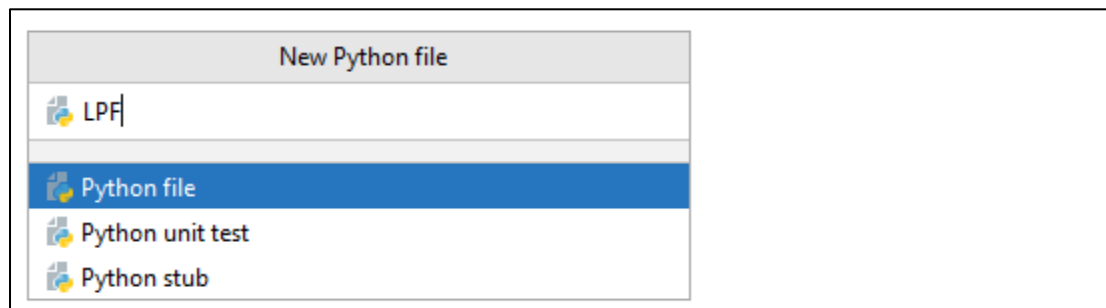 New Python file
LPF
Python file
Python unit test
Python stub